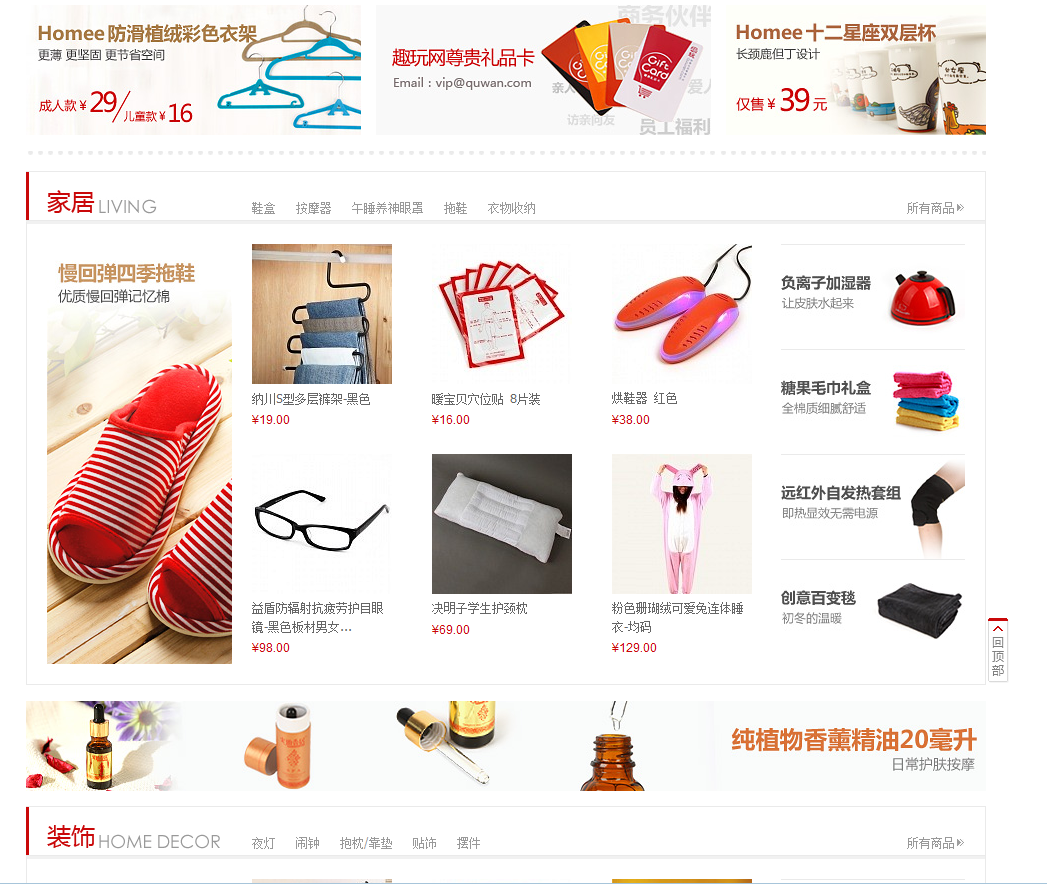 Homee 防滑植绒彩色衣架
更薄 更坚固 更节省空间
成人款 ¥ 29 / 儿童款 ¥ 16
商务伙伴
趣玩网尊贵礼品卡
Email : vip@quwan.com
Gift Card
访亲问友
员工福利
Homee 十二星座双层杯
长颈鹿但丁设计
仅售 ¥ 39 元
家居 LIVING
鞋盒 按摩器 午睡养神眼罩 拖鞋 衣物收纳
所有商品
慢回弹四季拖鞋
优质慢回弹记忆棉
纳川S型多层裤架-黑色
¥19.00
暖宝贝穴位贴 8片装
¥16.00
烘鞋器 红色
¥38.00
益盾防辐射抗疲劳护目眼
镜-黑色板材男女...
¥98.00
决明子学生护颈枕
¥69.00
粉色珊瑚绒可爱兔连体睡
衣-均码
¥129.00
负离子加湿器
让皮肤水起来
糖果毛巾礼盒
全棉质细腻舒适
远红外自发热套组
即热显效无需电源
创意百变毯
初冬的温暖
回
顶
部
纯植物香薰精油20毫升
日常护肤按摩
装饰 HOME DECOR
夜灯 闹钟 抱枕/靠垫 贴饰 摆件
所有商品